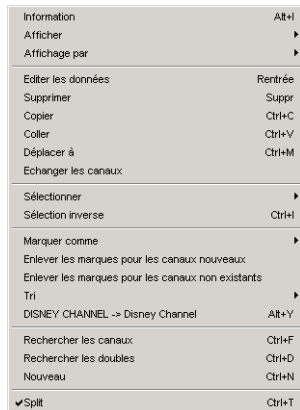 Information Alt+I
Afficher
Affichage par
Editer les données Rentrée
Supprimer Suppr
Copier Ctrl+C
Coller Ctrl+V
Déplacer à Ctrl+M
Echanger les canaux
Sélectionner
Sélection inverse Ctrl+I
Marquer comme
Enlever les marques pour les canaux nouveaux
Enlever les marques pour les canaux non existants
Tri
DISNEY CHANNEL -> Disney Channel Alt+Y
Rechercher les canaux Ctrl+F
Rechercher les doubles Ctrl+D
Nouveau Ctrl+N
Split Ctrl+T